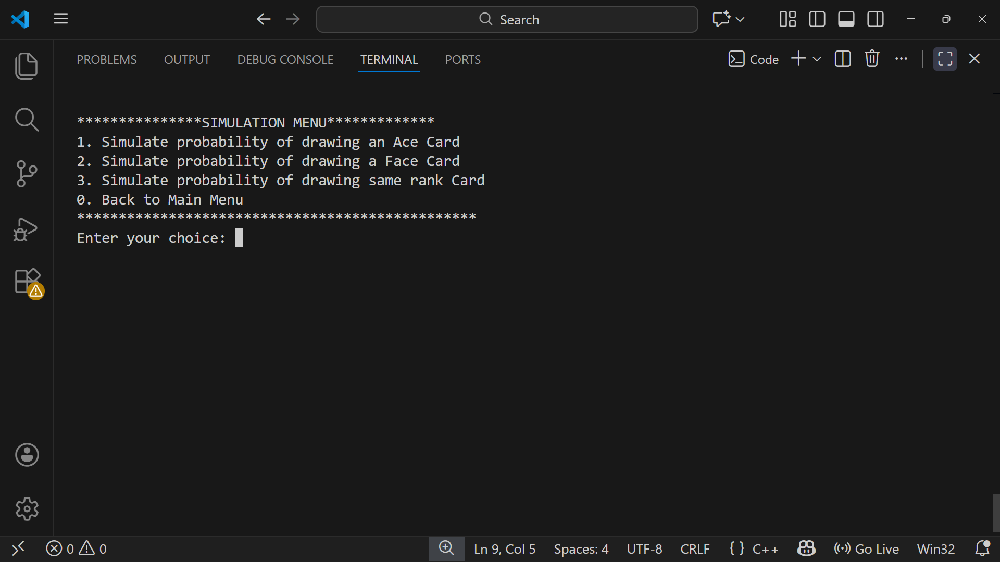 Search
PROBLEMS OUTPUT DEBUG CONSOLE TERMINAL PORTS Code
***************SIMULATION MENU*************
1. Simulate probability of drawing an Ace Card
2. Simulate probability of drawing a Face Card
3. Simulate probability of drawing same rank Card
0. Back to Main Menu
************************************************
Enter your choice:
0 0 Ln 9, Col 5 Spaces: 4 UTF-8 CRLF { } C++ Go Live Win32